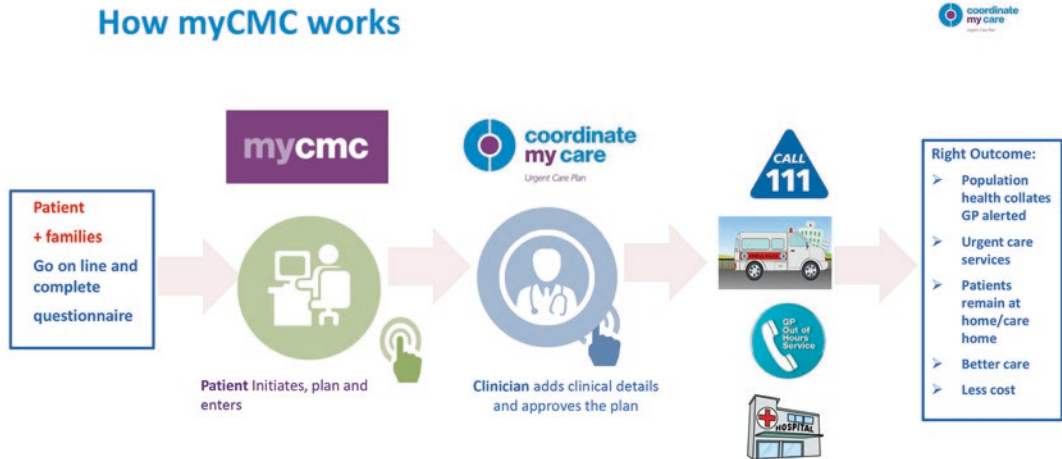 How myCMC works
coordinate
my care
Urgent Care Plan
Patient
+ families
Go on line and
complete
questionnaire
mycmc
Patient Initiates, plan and
enters
coordinate
my care
Urgent Care Plan
Clinician adds clinical details
and approves the plan
CALL
111
AMBULANCE
GP
Out of
Hours
Service
HOSPITAL
Right Outcome:
➢ Population
health collates
GP alerted
➢ Urgent care
services
➢ Patients
remain at
home/care
home
➢ Better care
➢ Less cost